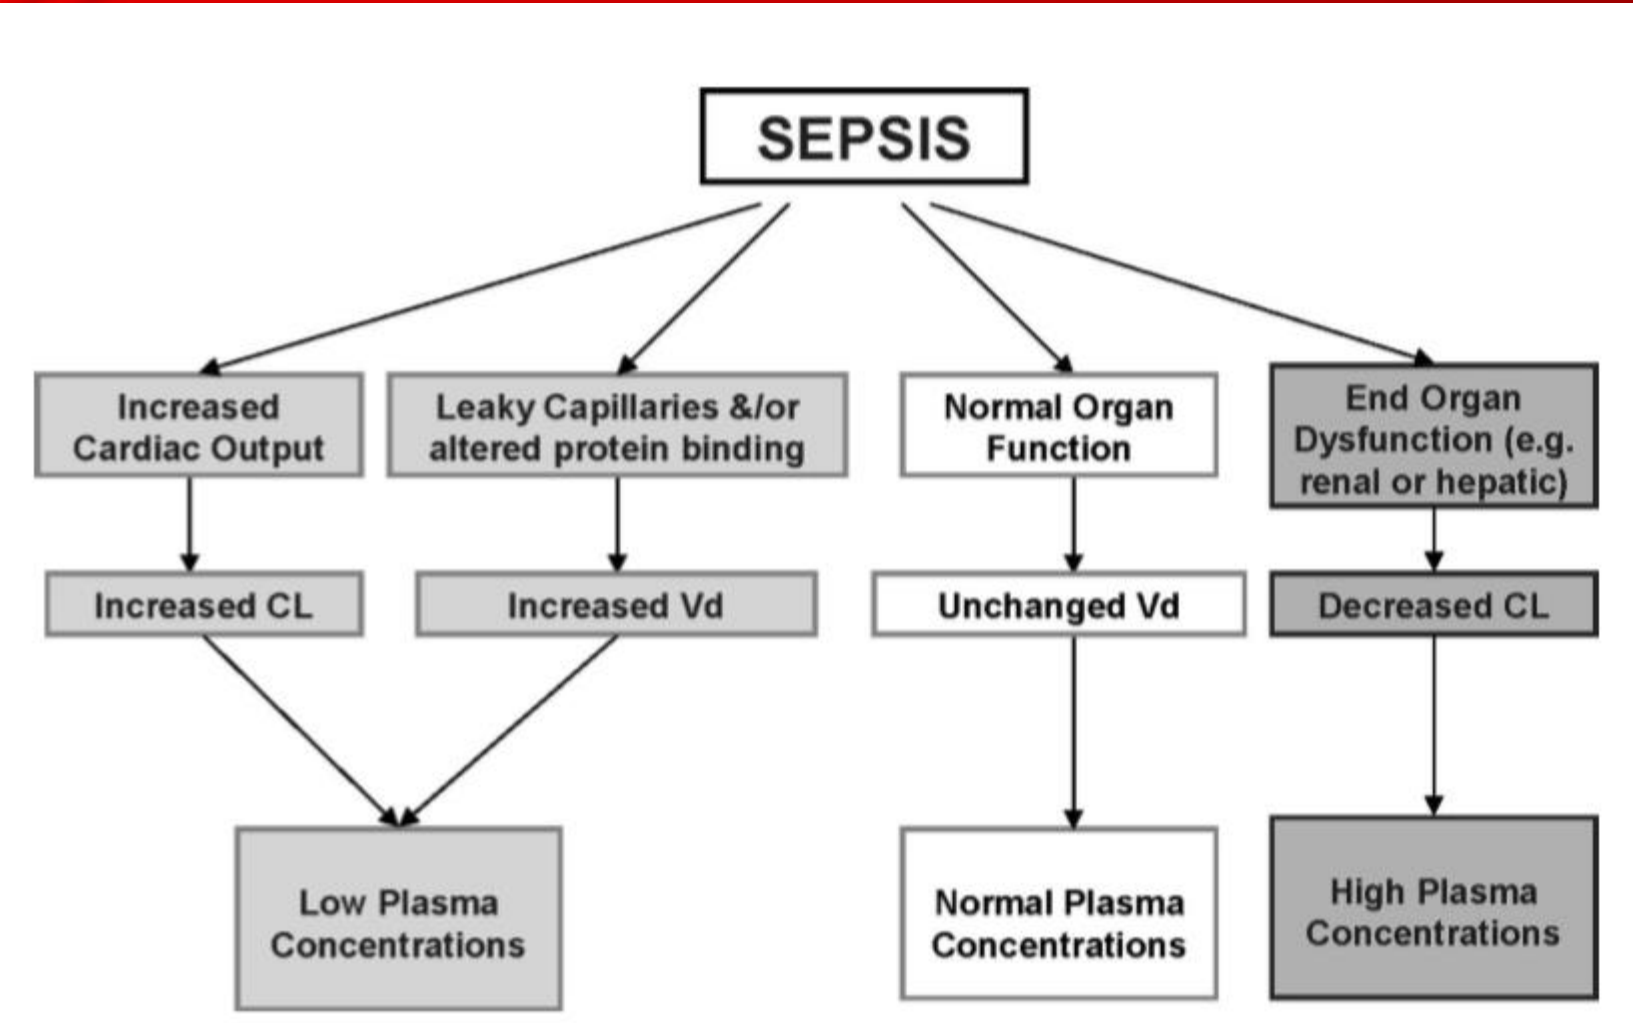 SEPSIS
Increased
Cardiac Output
Leaky Capillaries &/or
altered protein binding
Normal Organ
Function
End Organ
Dysfunction (e.g.
renal or hepatic)
Increased CL
Increased Vd
Unchanged Vd
Decreased CL
Low Plasma
Concentrations
Normal Plasma
Concentrations
High Plasma
Concentrations